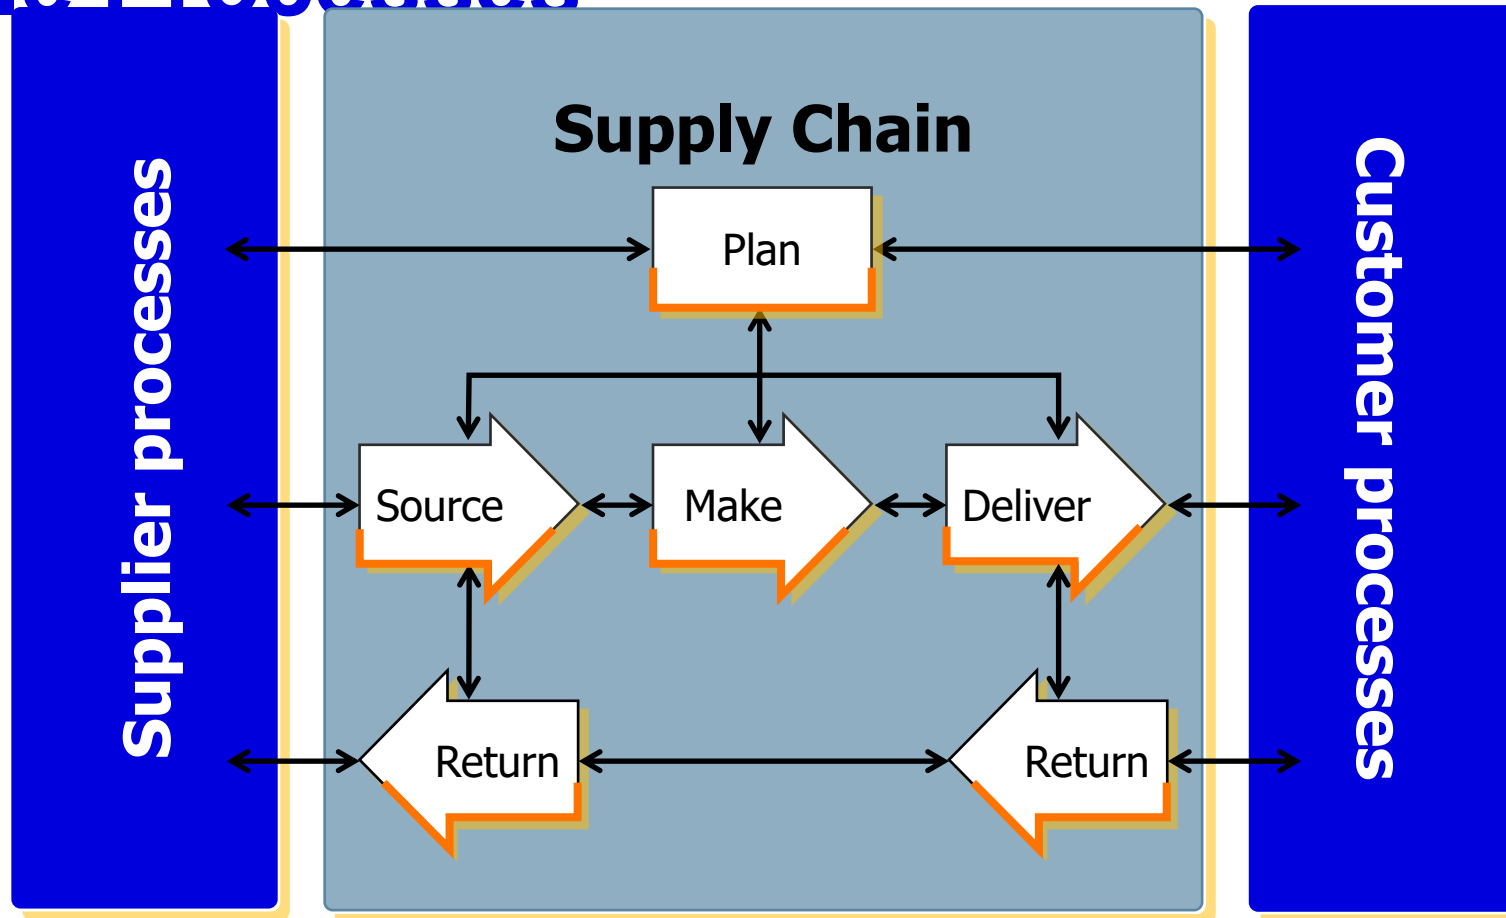 Supply Chain
Supplier processes
Customer processes
Plan
Source
Make
Deliver
Return
Return